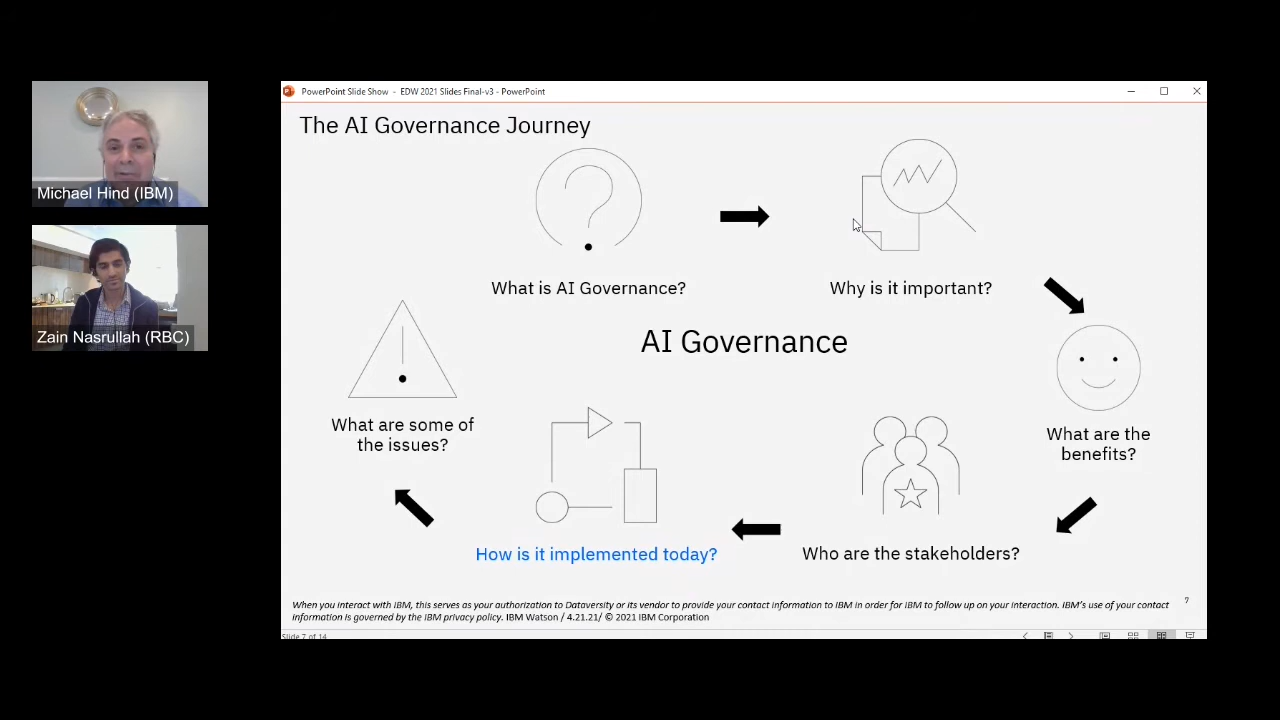 PowerPoint Slide Show - EDW 2021 Slides Final-v3 - PowerPoint
The AI Governance Journey
Michael Hind (IBM)
Zain Nasrullah (RBC)
What is AI Governance?
Why is it important?
AI Governance
What are some of
the issues?
What are the
benefits?
How is it implemented today?
Who are the stakeholders?
When you interact with IBM, this serves as your authorization to Dataversity or its vendor to provide your contact information to IBM in order for IBM to follow up on your interaction. IBM's use of your contact
information is governed by the IBM privacy policy. IBM Watson / 4.21.21/ © 2021 IBM Corporation
7
Slide 7 of 14